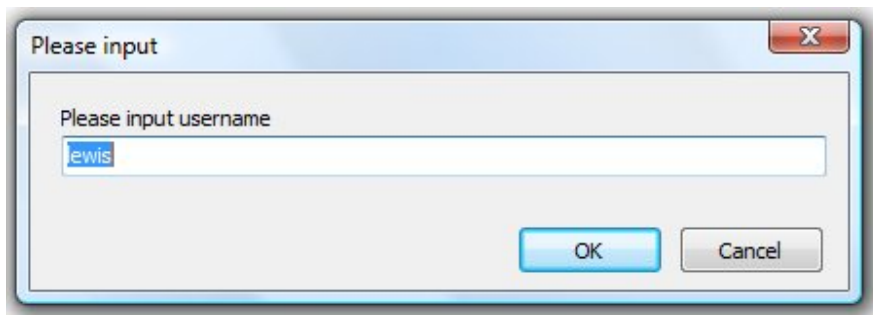 Please input
Please input username
lewis
OK
Cancel